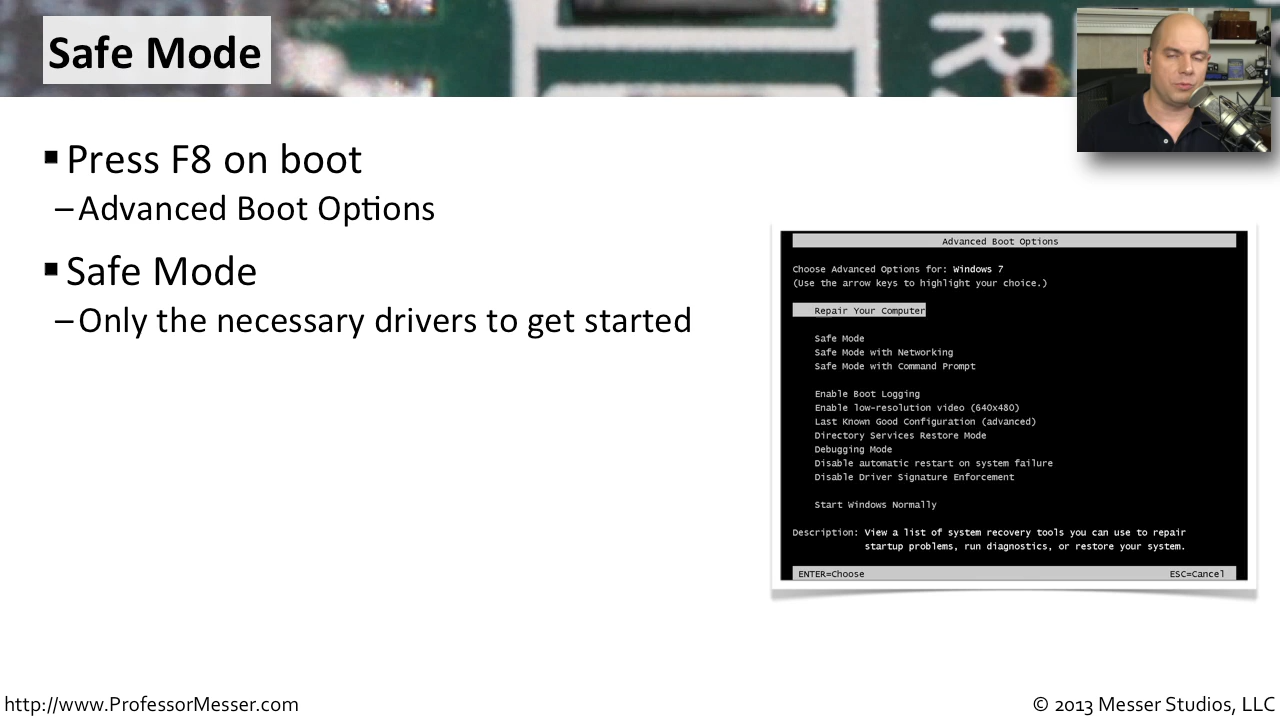 Safe Mode
▪ Press F8 on boot
– Advanced Boot Options
▪ Safe Mode
– Only the necessary drivers to get started
Advanced Boot Options
Choose Advanced Options for: Windows 7
(Use the arrow keys to highlight your choice.)
Repair Your Computer
Safe Mode
Safe Mode with Networking
Safe Mode with Command Prompt
Enable Boot Logging
Enable low-resolution video (640x480)
Last Known Good Configuration (advanced)
Directory Services Restore Mode
Debugging Mode
Disable automatic restart on system failure
Disable Driver Signature Enforcement
Start Windows Normally
Description: View a list of system recovery tools you can use to repair
startup problems, run diagnostics, or restore your system.
ENTER=Choose ESC=Cancel
http://www.ProfessorMesser.com © 2013 Messer Studios, LLC